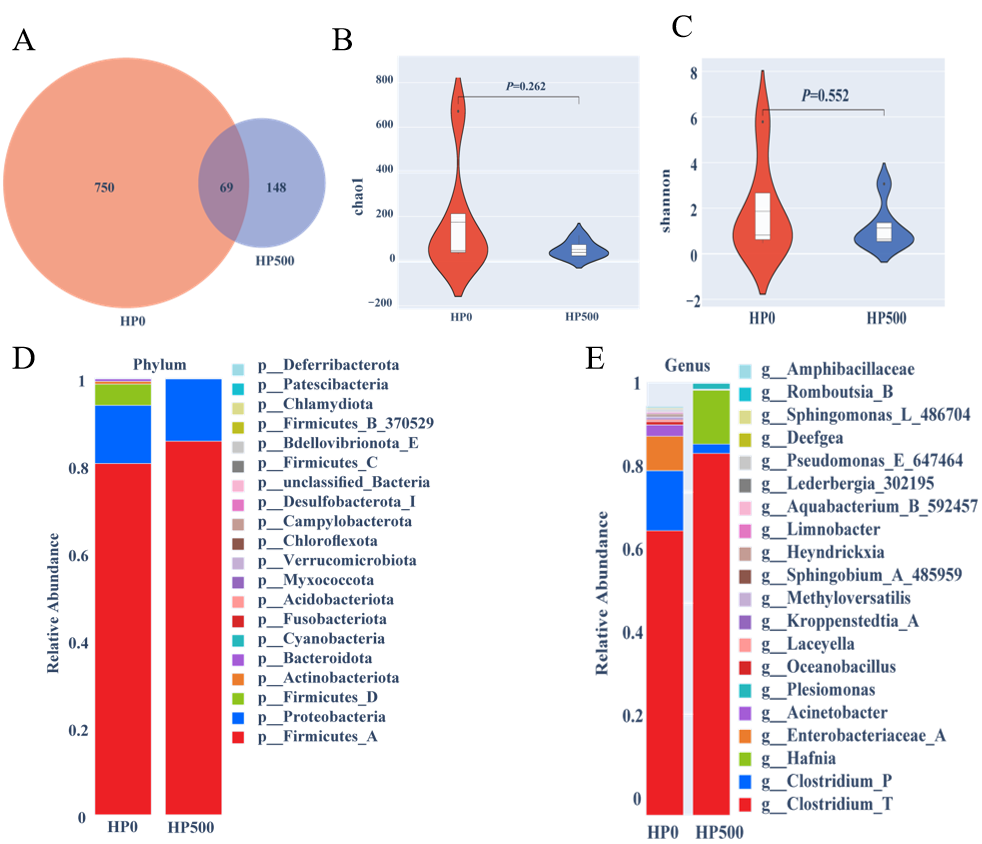 A
750
69
148
HP500
HP0
B
800
600
400
200
0
−200
chao1
P=0.262
HP0
HP500
C
8
6
4
2
0
−2
shannon
P=0.552
HP0
HP500
D
Phylum
1
0.8
0.6
0.4
0.2
0
Relative Abundance
HP0
HP500
p__Deferribacterota
p__Patescibacteria
p__Chlamydiota
p__Firmicutes_B_370529
p__Bdellovibrionota_E
p__Firmicutes_C
p__unclassified_Bacteria
p__Desulfobacterota_I
p__Campylobacterota
p__Chloroflexota
p__Verrucomicrobiota
p__Myxococcota
p__Acidobacteriota
p__Fusobacteriota
p__Cyanobacteria
p__Bacteroidota
p__Actinobacteriota
p__Firmicutes_D
p__Proteobacteria
p__Firmicutes_A
E
Genus
1
0.8
0.6
0.4
0.2
0
Relative Abundance
HP0
HP500
g__Amphibacillaceae
g__Romboutsia_B
g__Sphingomonas_L_486704
g__Deefgea
g__Pseudomonas_E_647464
g__Lederbergia_302195
g__Aquabacterium_B_592457
g__Limnobacter
g__Heyndrickxia
g__Sphingobium_A_485959
g__Methyloversatilis
g__Kroppenstedtia_A
g__Laceyella
g__Oceanobacillus
g__Plesiomonas
g__Acinetobacter
g__Enterobacteriaceae_A
g__Hafnia
g__Clostridium_P
g__Clostridium_T